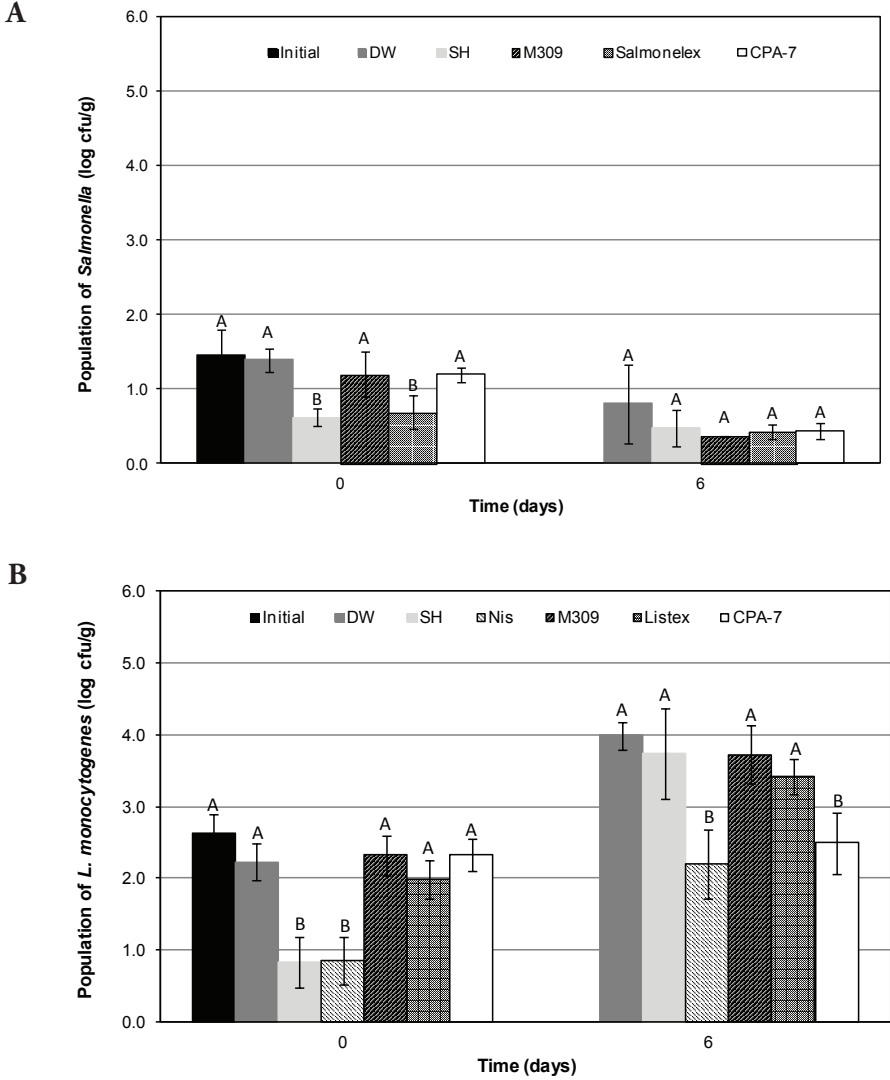 A
6.0
Initial DW SH M309 Salmonelex CPA-7
5.0
4.0
3.0
2.0
1.0
0.0
Population of Salmonella (log cfu/g)
A A B A B A A A A A A
0 6
Time (days)
B
6.0
Initial DW SH Nis M309 Listex CPA-7
5.0
4.0
3.0
2.0
1.0
0.0
Population of L. monocytogenes (log cfu/g)
A A B B A A A A A B A A B
0 6
Time (days)